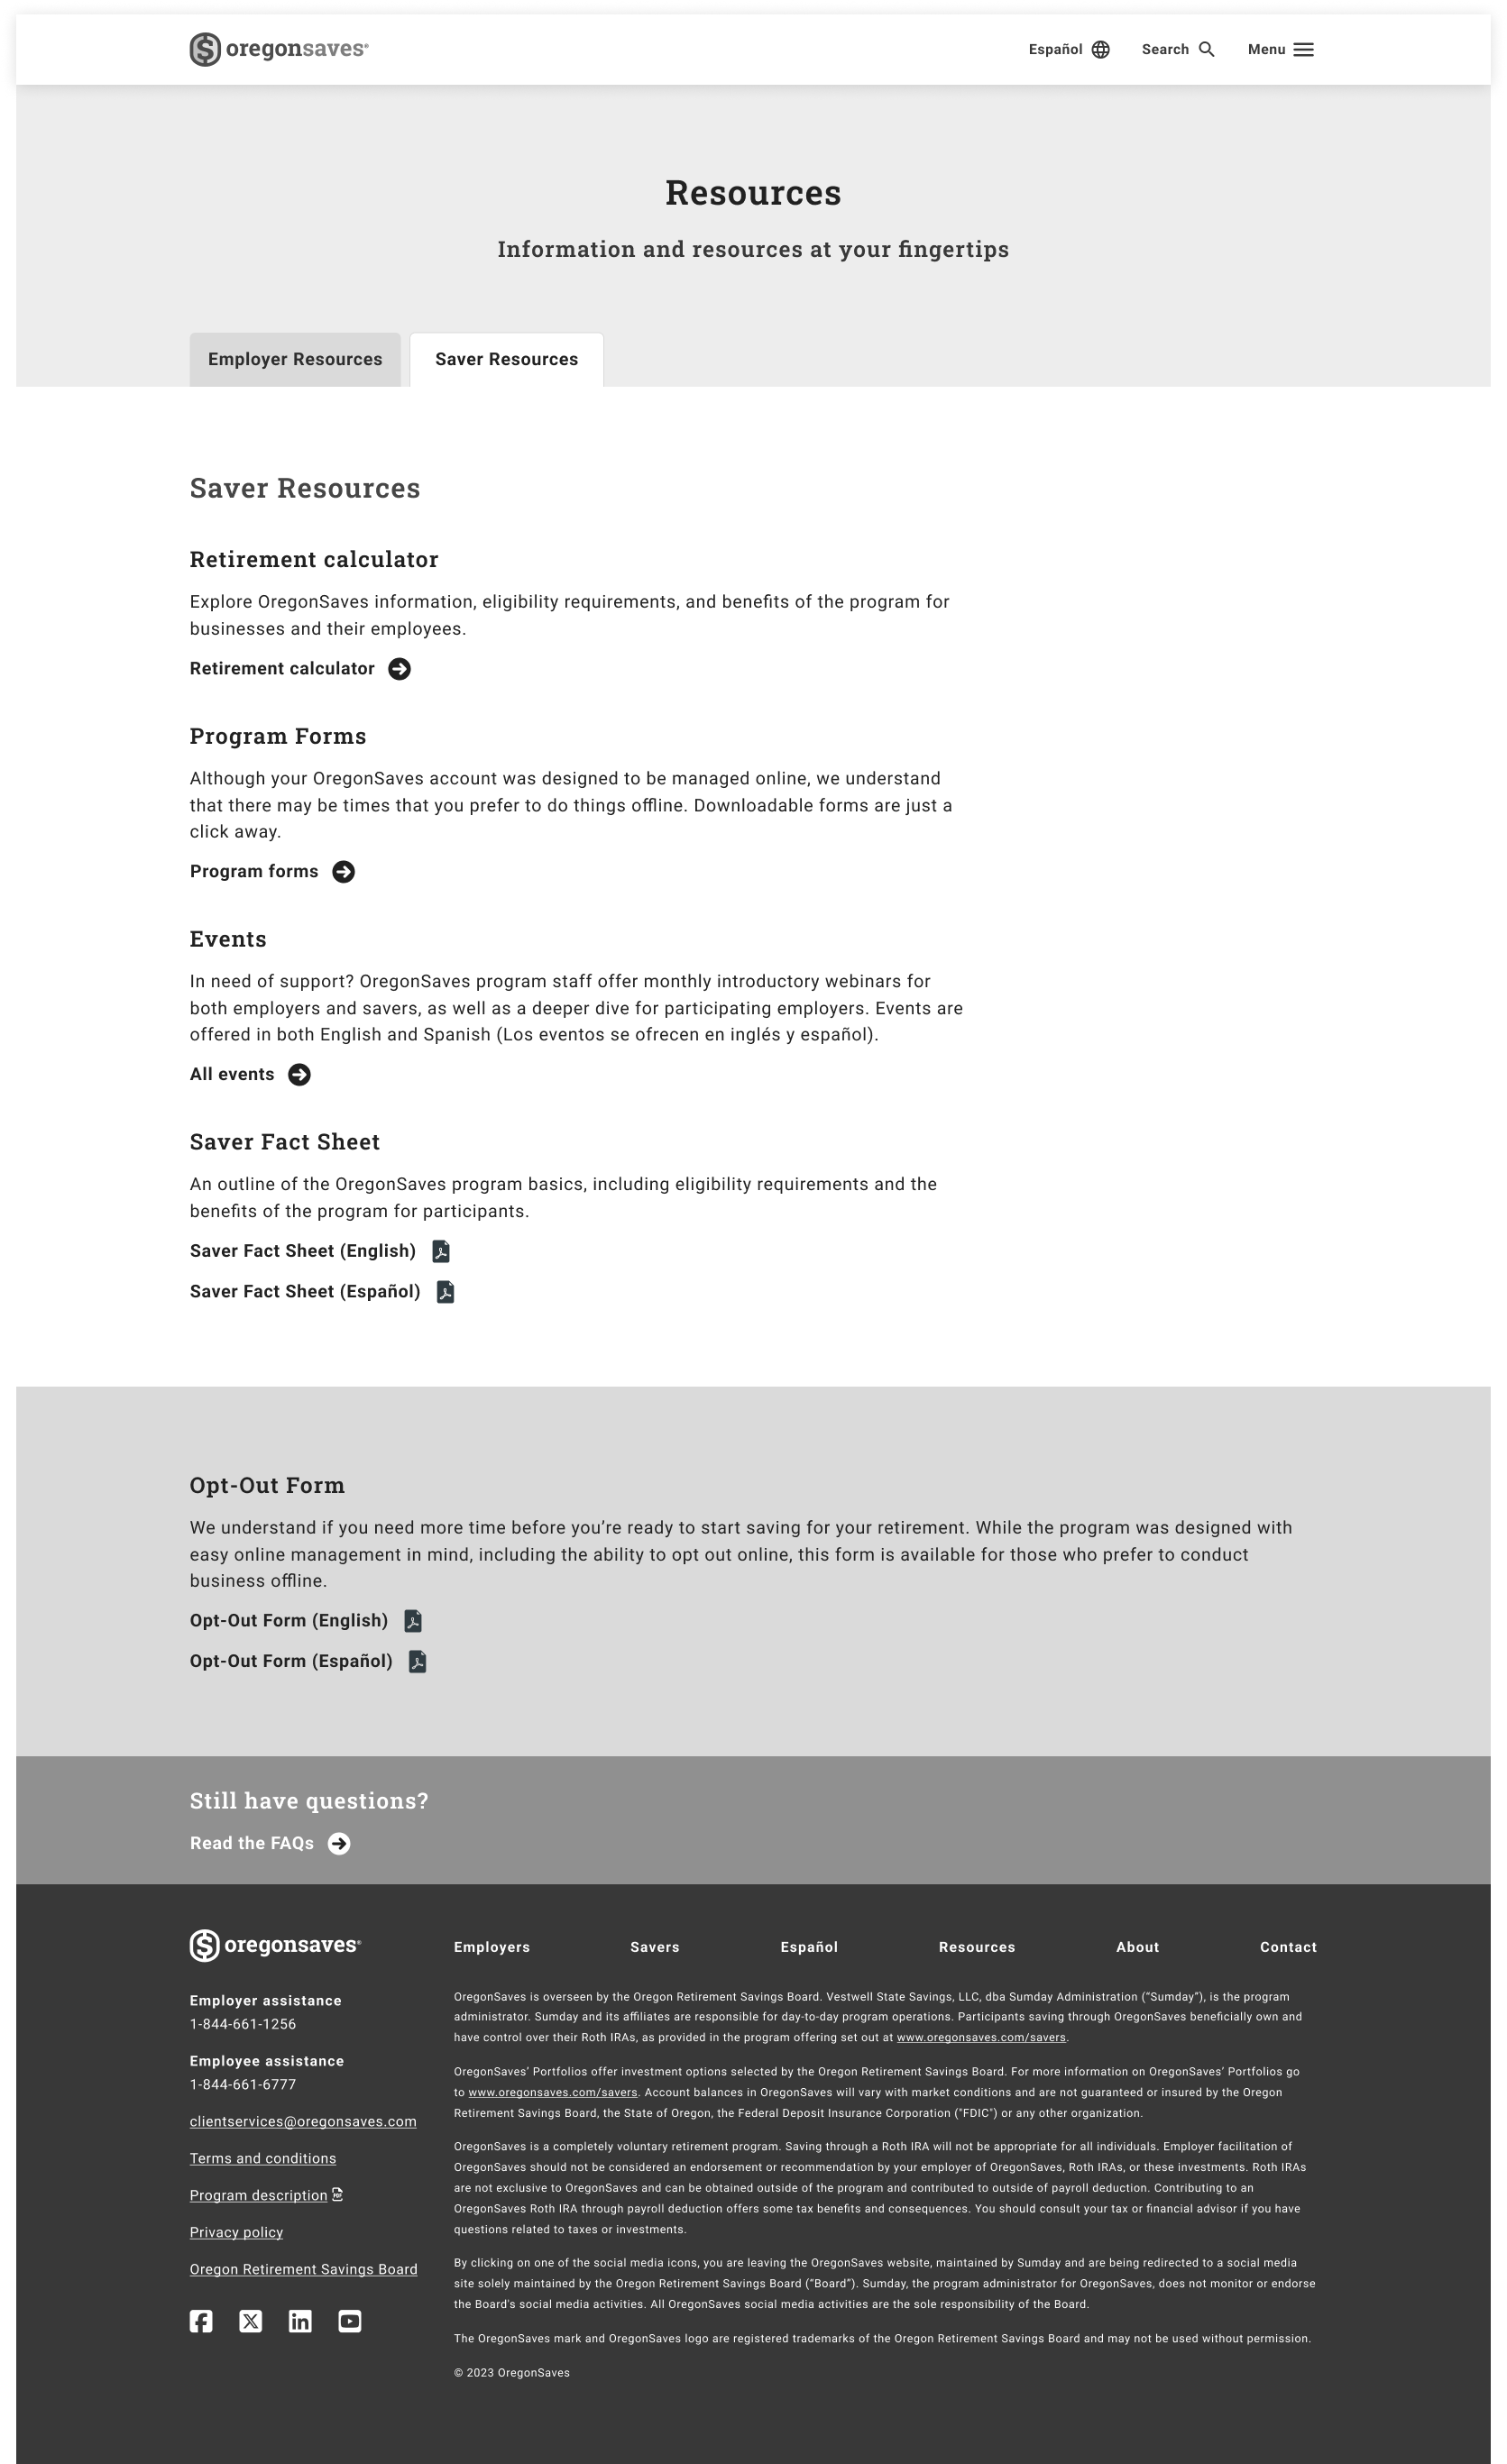 oregonsaves®
Español
Search
Menu
Resources
Information and resources at your fingertips
Employer Resources
Saver Resources
Saver Resources
Retirement calculator
Explore OregonSaves information, eligibility requirements, and benefits of the program for
businesses and their employees.
Retirement calculator
Program Forms
Although your OregonSaves account was designed to be managed online, we understand
that there may be times that you prefer to do things offline. Downloadable forms are just a
click away.
Program forms
Events
In need of support? OregonSaves program staff offer monthly introductory webinars for
both employers and savers, as well as a deeper dive for participating employers. Events are
offered in both English and Spanish (Los eventos se ofrecen en inglés y español).
All events
Saver Fact Sheet
An outline of the OregonSaves program basics, including eligibility requirements and the
benefits of the program for participants.
Saver Fact Sheet (English)
Saver Fact Sheet (Español)
Opt-Out Form
We understand if you need more time before you’re ready to start saving for your retirement. While the program was designed with
easy online management in mind, including the ability to opt out online, this form is available for those who prefer to conduct
business offline.
Opt-Out Form (English)
Opt-Out Form (Español)
Still have questions?
Read the FAQs
oregonsaves®
Employer assistance
1-844-661-1256
Employee assistance
1-844-661-6777
clientservices@oregonsaves.com
Terms and conditions
Program description
Privacy policy
Oregon Retirement Savings Board
Employers
Savers
Español
Resources
About
Contact
OregonSaves is overseen by the Oregon Retirement Savings Board. Vestwell State Savings, LLC, dba Sumday Administration (“Sumday”), is the program
administrator. Sumday and its affiliates are responsible for day-to-day program operations. Participants saving through OregonSaves beneficially own and
have control over their Roth IRAs, as provided in the program offering set out at www.oregonsaves.com/savers.
OregonSaves’ Portfolios offer investment options selected by the Oregon Retirement Savings Board. For more information on OregonSaves’ Portfolios go
to www.oregonsaves.com/savers. Account balances in OregonSaves will vary with market conditions and are not guaranteed or insured by the Oregon
Retirement Savings Board, the State of Oregon, the Federal Deposit Insurance Corporation ("FDIC") or any other organization.
OregonSaves is a completely voluntary retirement program. Saving through a Roth IRA will not be appropriate for all individuals. Employer facilitation of
OregonSaves should not be considered an endorsement or recommendation by your employer of OregonSaves, Roth IRAs, or these investments. Roth IRAs
are not exclusive to OregonSaves and can be obtained outside of the program and contributed to outside of payroll deduction. Contributing to an
OregonSaves Roth IRA through payroll deduction offers some tax benefits and consequences. You should consult your tax or financial advisor if you have
questions related to taxes or investments.
By clicking on one of the social media icons, you are leaving the OregonSaves website, maintained by Sumday and are being redirected to a social media
site solely maintained by the Oregon Retirement Savings Board (“Board”). Sumday, the program administrator for OregonSaves, does not monitor or endorse
the Board's social media activities. All OregonSaves social media activities are the sole responsibility of the Board.
The OregonSaves mark and OregonSaves logo are registered trademarks of the Oregon Retirement Savings Board and may not be used without permission.
© 2023 OregonSaves